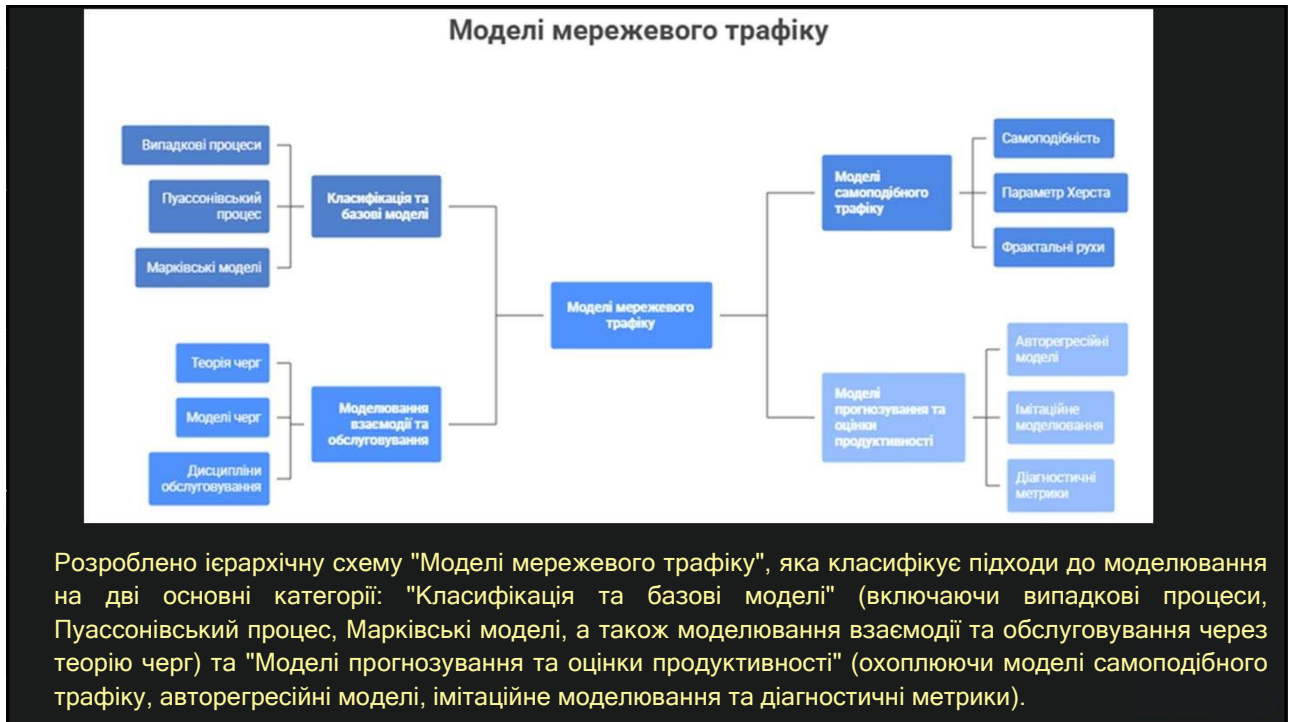 Моделі мережевого трафіку
Випадкові процеси
Пуассонівський
процес
Марківські моделі
Класифікація та
базові моделі
Теорія черг
Моделі черг
Дисципліни
обслуговування
Моделювання
взаємодії та
обслуговування
Моделі мережевого
трафіку
Моделі
самоподібного
трафіку
Самоподібність
Параметр Херста
Фрактальні рухи
Моделі
прогнозування та
оцінки
продуктивності
Авторегресійні
моделі
Імітаційне
моделювання
Діагностичні
метрики
Розроблено ієрархічну схему "Моделі мережевого трафіку", яка класифікує підходи до моделювання
на дві основні категорії: "Класифікація та базові моделі" (включаючи випадкові процеси,
Пуассонівський процес, Марківські моделі, а також моделювання взаємодії та обслуговування через
теорію черг) та "Моделі прогнозування та оцінки продуктивності" (охоплюючи моделі самоподібного
трафіку, авторегресійні моделі, імітаційне моделювання та діагностичні метрики).